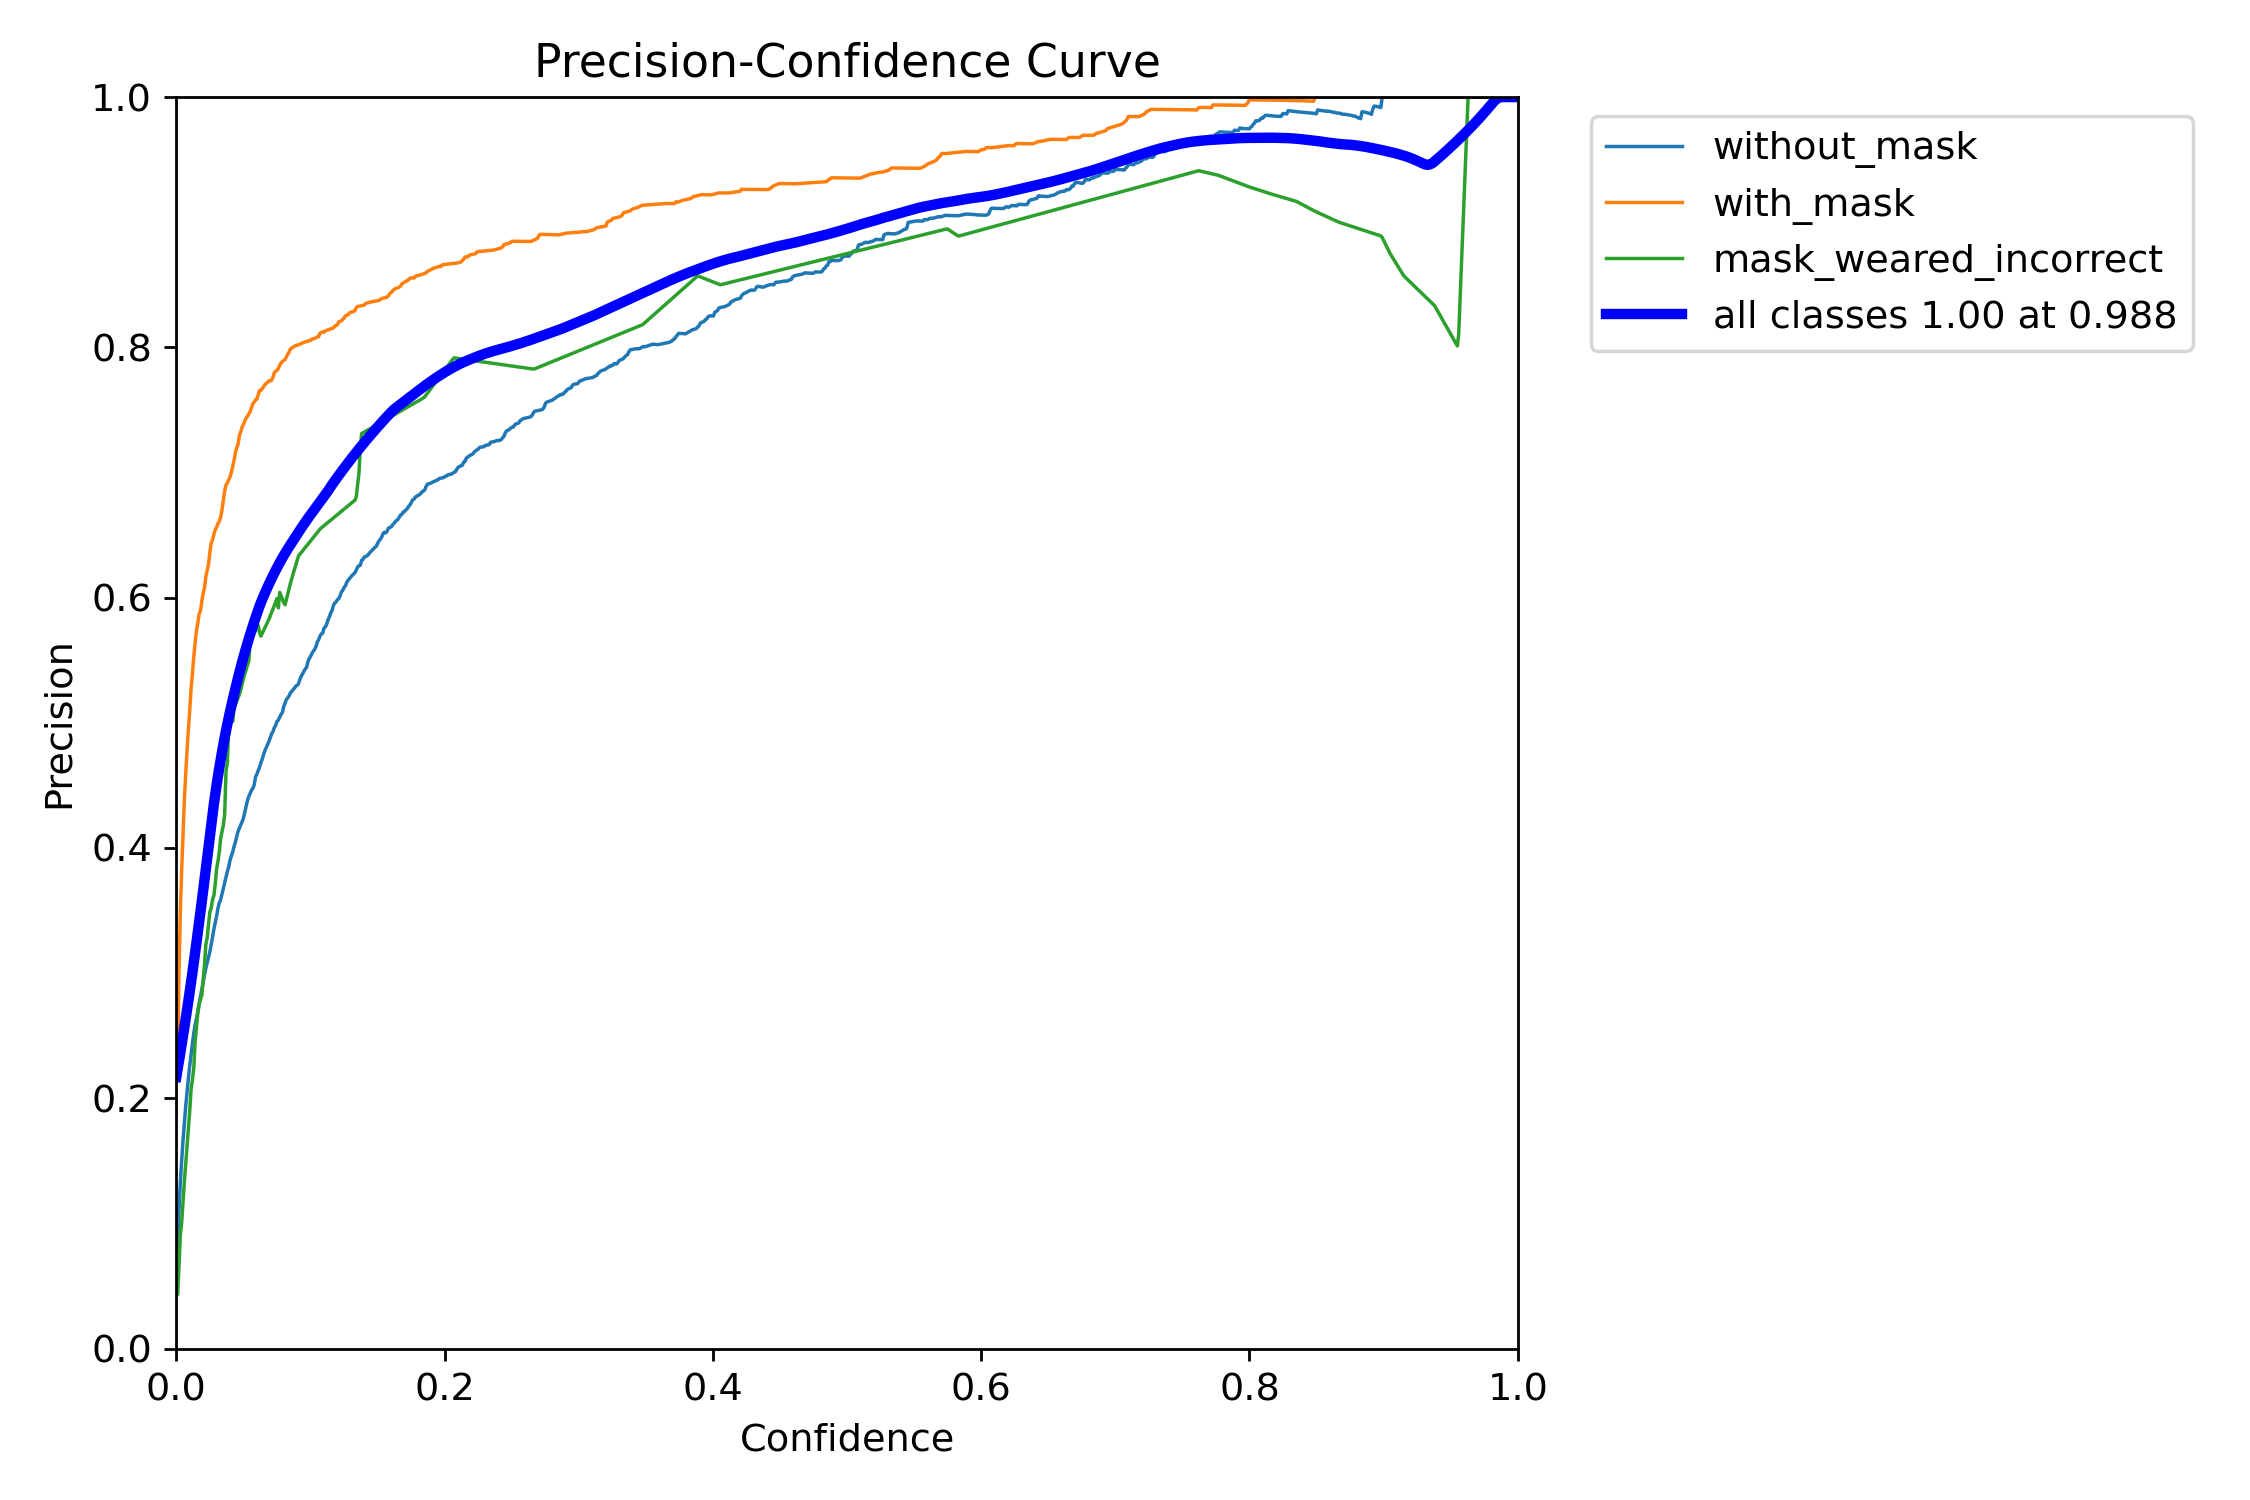 Precision-Confidence Curve
1.0
0.8
0.6
0.4
0.2
0.0
Precision
0.0 0.2 0.4 0.6 0.8 1.0
Confidence
without_mask
with_mask
mask_weared_incorrect
all classes 1.00 at 0.988